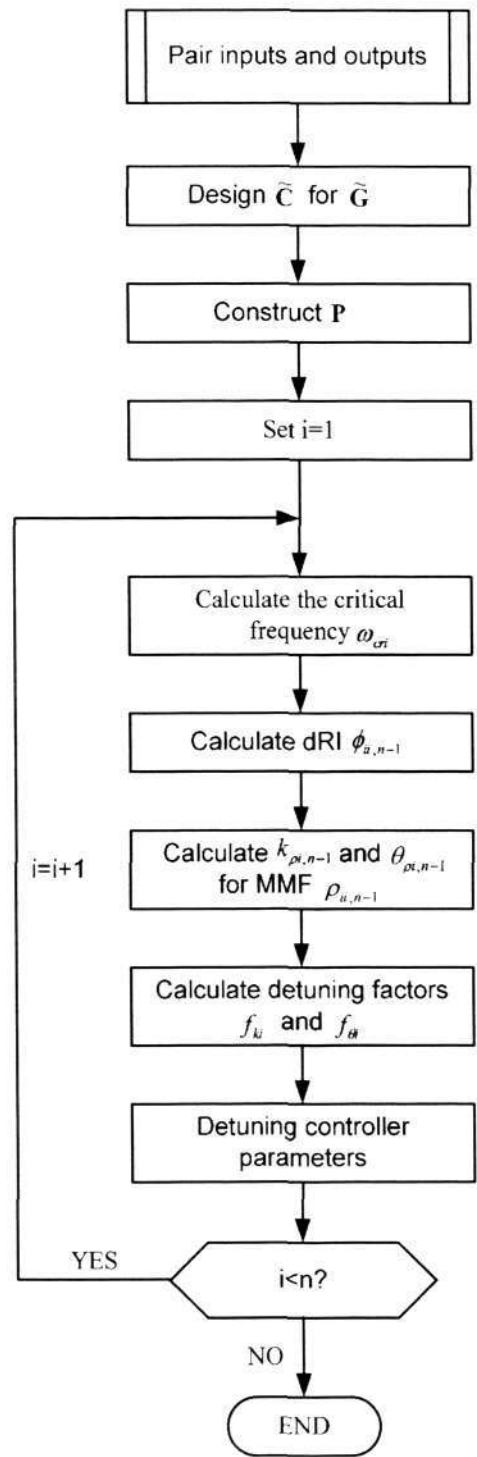 Pair inputs and outputs
Design C̃ for G̃
Construct P
Set i=1
Calculate the critical
frequency ω_cri
Calculate dRI ϕ_ii,n−1
Calculate k_ρi,n−1 and θ_ρi,n−1
for MMF ρ_ii,n−1
i=i+1
Calculate detuning factors
f_ki and f_θi
Detuning controller
parameters
YES
i<n?
NO
END